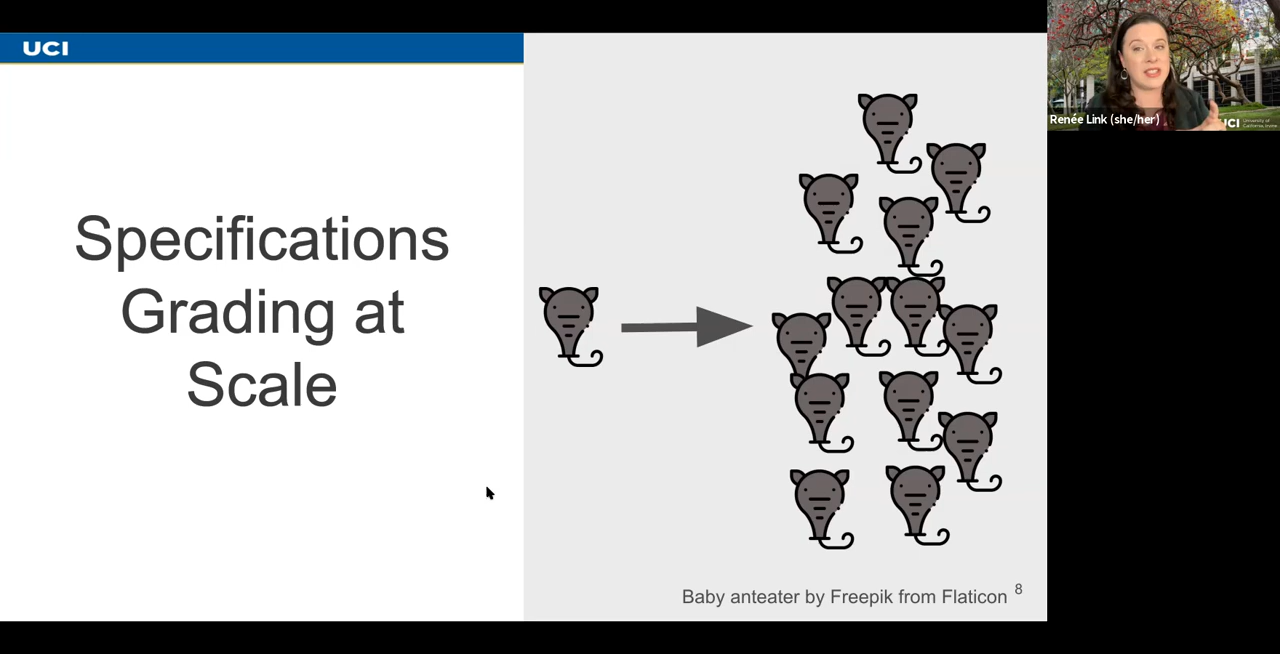 UCI
Specifications
Grading at
Scale
Baby anteater by Freepik from Flaticon
8
Renée Link (she/her)
UCI